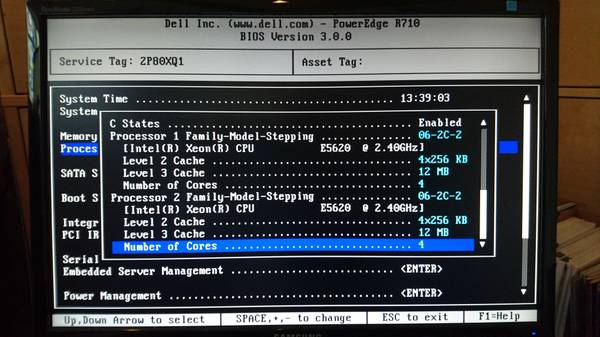 Dell Inc. (www.dell.com) - PowerEdge R710
BIOS Version 3.0.0
Service Tag: 2P80XQ1
Asset Tag:
System Time ........................................ 13:39:03
System
Memory
Proces
SATA S
Boot S
Integr
PCI IR
Serial
C States ........................................ Enabled
Processor 1 Family-Model-Stepping ............... 06-2C-2
[Intel(R) Xeon(R) CPU E5620 @ 2.40GHz]
Level 2 Cache ................................. 4x256 KB
Level 3 Cache ................................. 12 MB
Number of Cores ............................... 4
Processor 2 Family-Model-Stepping ............... 06-2C-2
[Intel(R) Xeon(R) CPU E5620 @ 2.40GHz]
Level 2 Cache ................................. 4x256 KB
Level 3 Cache ................................. 12 MB
Number of Cores ............................... 4
Embedded Server Management ......................... <ENTER>
Power Management ................................... <ENTER>
Up,Down Arrow to select
SPACE,+,- to change
ESC to exit
F1=Help
SAMSUNG